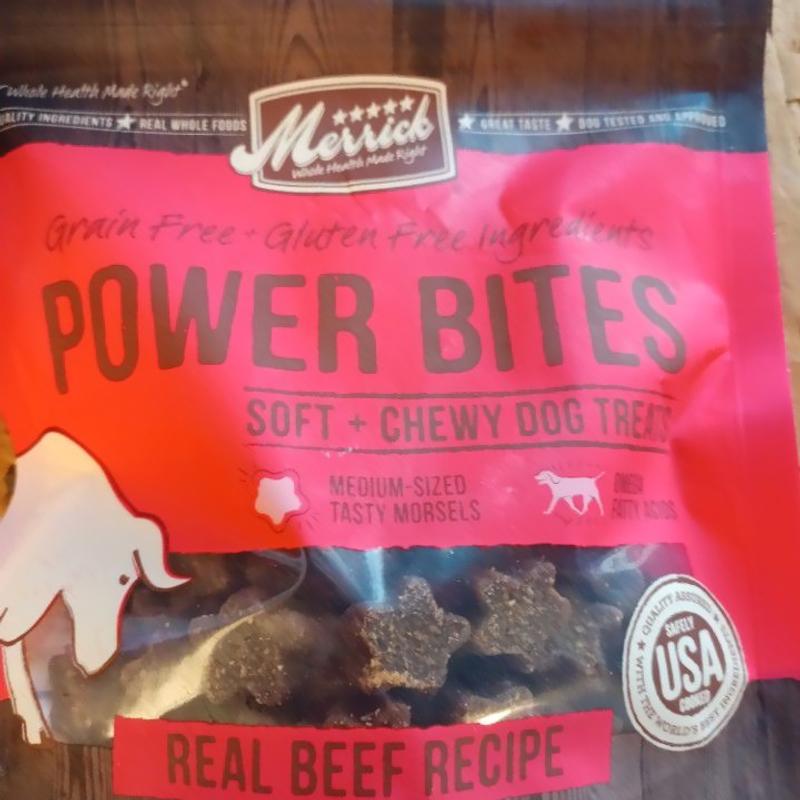 Whole Health Made Right
QUALITY INGREDIENTS ★ REAL WHOLE FOODS
Merrick
Whole Health Made Right
★ GREAT TASTE ★ DOG TESTED AND APPROVED
Grain Free + Gluten Free Ingredients
POWER BITES
SOFT + CHEWY DOG TREATS
MEDIUM-SIZED
TASTY MORSELS
OMEGA
FATTY ACIDS
QUALITY ASSURED
SAFELY
USA
COOKED
WITH THE WORLD'S BEST INGREDIENTS
REAL BEEF RECIPE